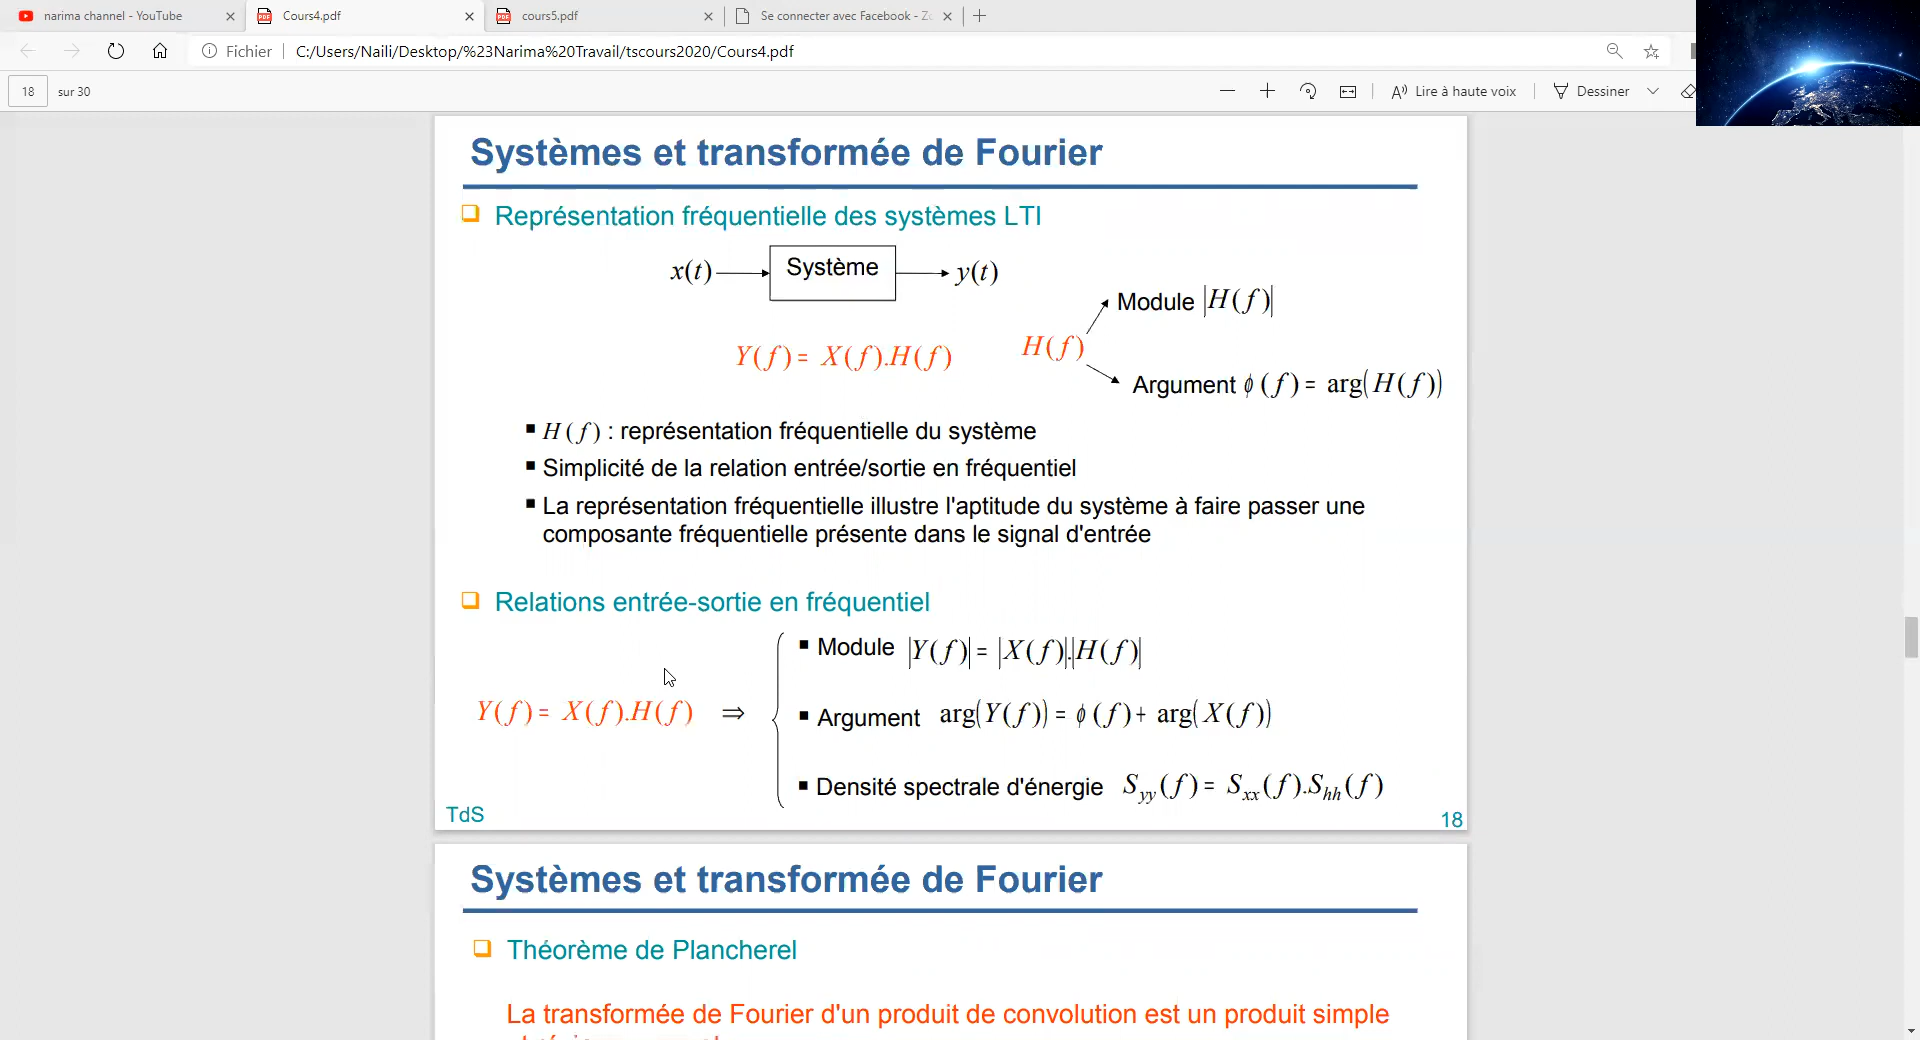 narima channel - YouTube
Cours4.pdf
cours5.pdf
Se connecter avec Facebook - Zo
Fichier
C:/Users/Naili/Desktop/%23Narima%20Travail/tscours2020/Cours4.pdf
18 sur 30
Lire à haute voix
Dessiner
Systèmes et transformée de Fourier
Représentation fréquentielle des systèmes LTI
x(t) Système y(t)
Module |H(f)|
Y(f) = X(f).H(f) H(f)
Argument ϕ(f) = arg(H(f))
H(f) : représentation fréquentielle du système
Simplicité de la relation entrée/sortie en fréquentiel
La représentation fréquentielle illustre l'aptitude du système à faire passer une
composante fréquentielle présente dans le signal d'entrée
Relations entrée-sortie en fréquentiel
Module |Y(f)| = |X(f)|.|H(f)|
Y(f) = X(f).H(f) ⇒
Argument arg(Y(f)) = ϕ(f) + arg(X(f))
Densité spectrale d'énergie Syy(f) = Sxx(f).Shh(f)
TdS
18
Systèmes et transformée de Fourier
Théorème de Plancherel
La transformée de Fourier d'un produit de convolution est un produit simple